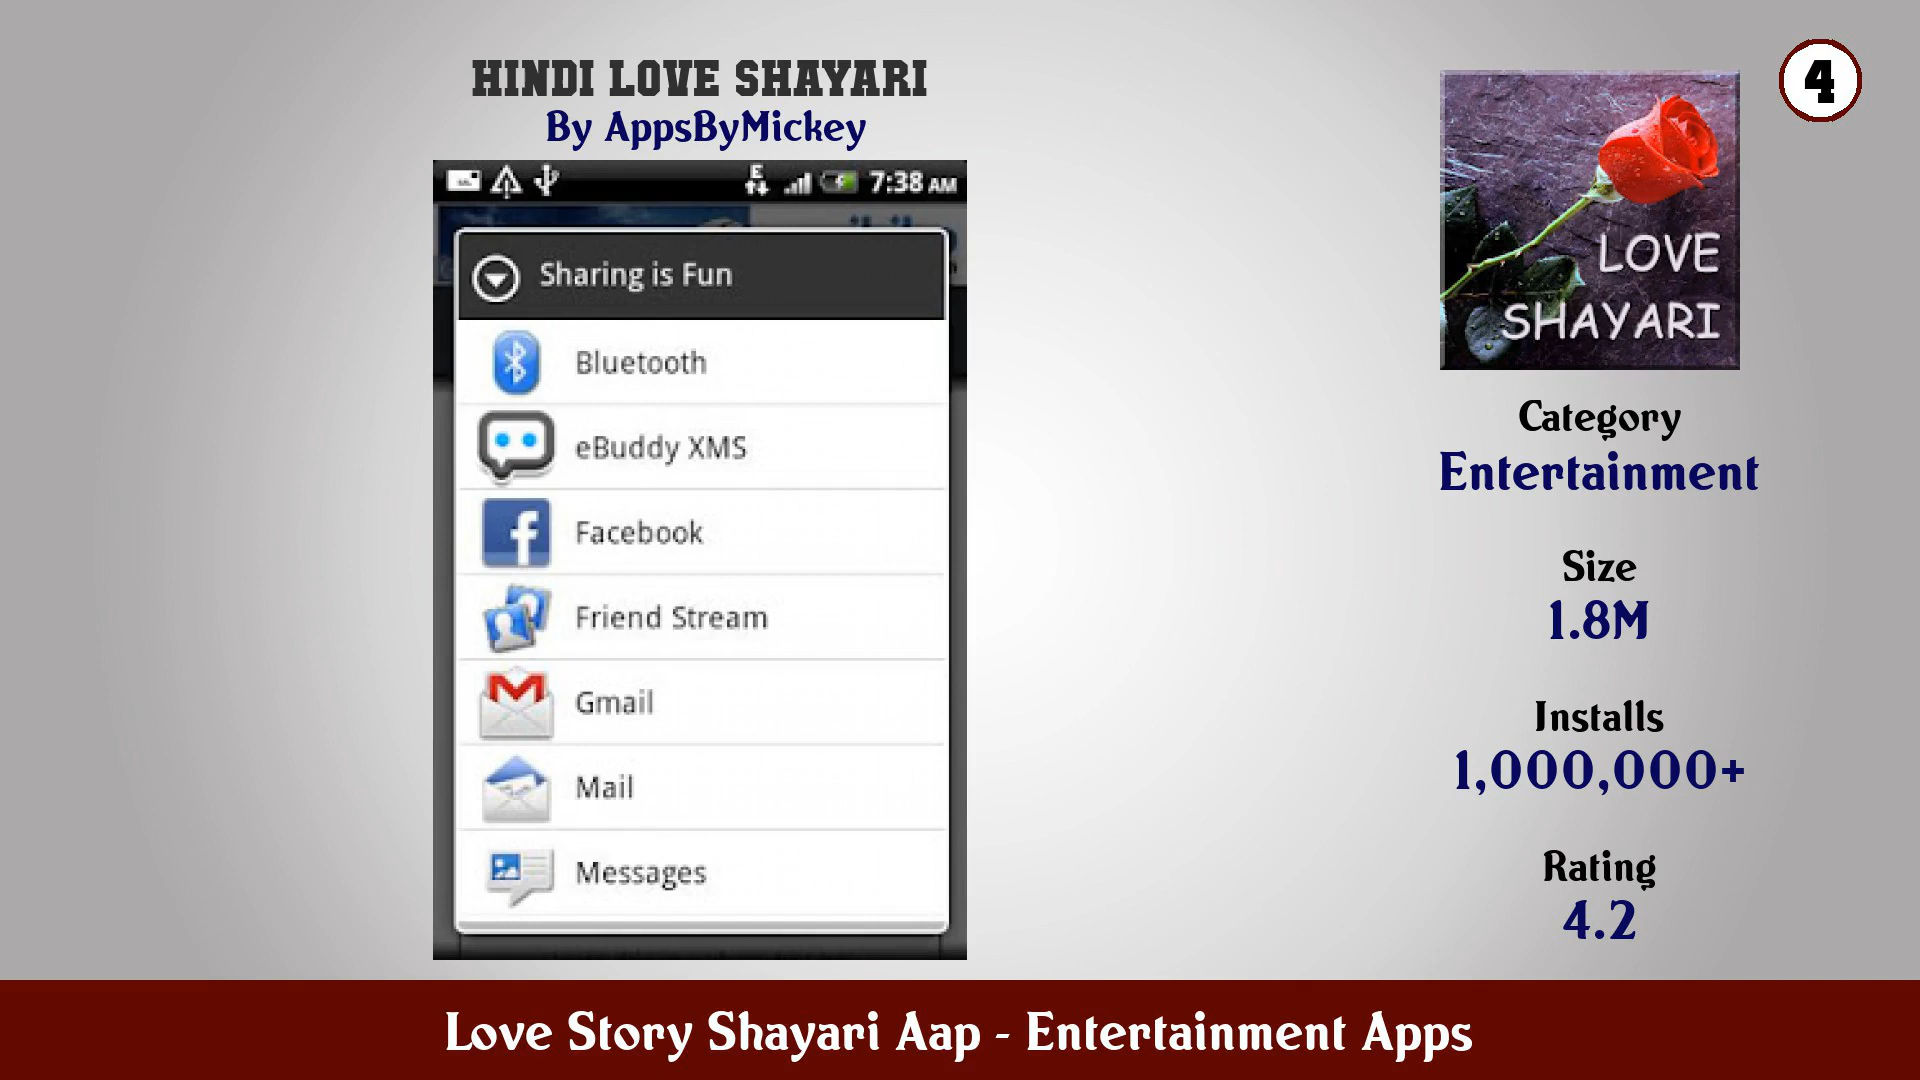 HINDI LOVE SHAYARI
By AppsByMickey
4
E
7:38 AM
Sharing is Fun
Bluetooth
eBuddy XMS
Facebook
Friend Stream
Gmail
Mail
Messages
LOVE
SHAYARI
Category
Entertainment
Size
1.8M
Installs
1,000,000+
Rating
4.2
Love Story Shayari Aap - Entertainment Apps